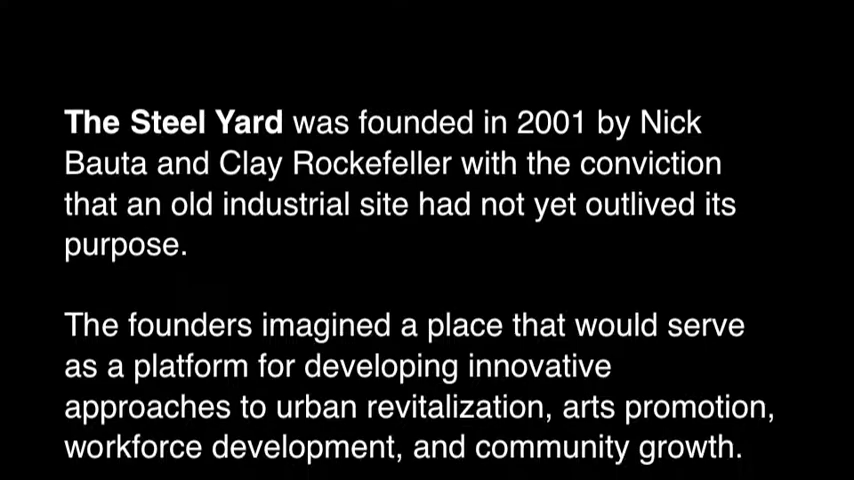 The Steel Yard was founded in 2001 by Nick
Bauta and Clay Rockefeller with the conviction
that an old industrial site had not yet outlived its
purpose.
The founders imagined a place that would serve
as a platform for developing innovative
approaches to urban revitalization, arts promotion,
workforce development, and community growth.